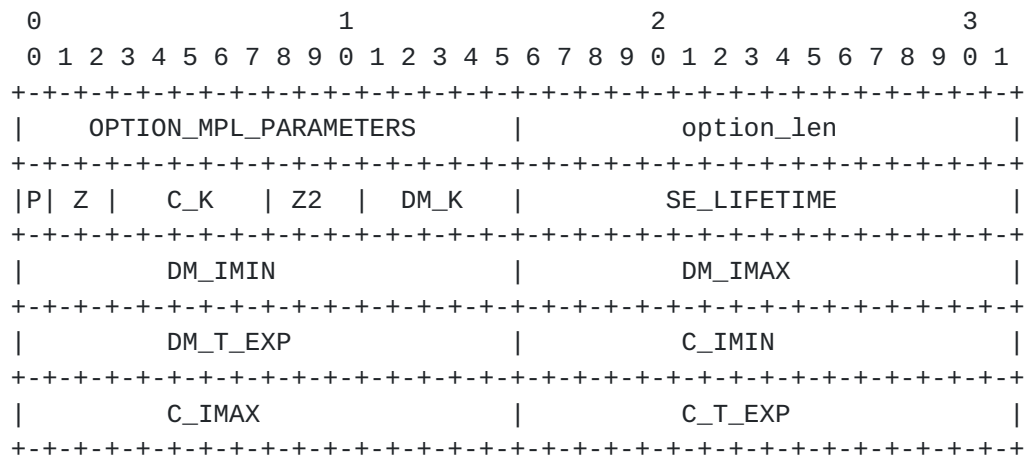 0                   1                   2                   3
 0 1 2 3 4 5 6 7 8 9 0 1 2 3 4 5 6 7 8 9 0 1 2 3 4 5 6 7 8 9 0 1
+-+-+-+-+-+-+-+-+-+-+-+-+-+-+-+-+-+-+-+-+-+-+-+-+-+-+-+-+-+-+-+-+
|    OPTION_MPL_PARAMETERS      |          option_len           |
+-+-+-+-+-+-+-+-+-+-+-+-+-+-+-+-+-+-+-+-+-+-+-+-+-+-+-+-+-+-+-+-+
|P| Z |   C_K   | Z2  |  DM_K   |         SE_LIFETIME           |
+-+-+-+-+-+-+-+-+-+-+-+-+-+-+-+-+-+-+-+-+-+-+-+-+-+-+-+-+-+-+-+-+
|         DM_IMIN               |          DM_IMAX              |
+-+-+-+-+-+-+-+-+-+-+-+-+-+-+-+-+-+-+-+-+-+-+-+-+-+-+-+-+-+-+-+-+
|         DM_T_EXP              |          C_IMIN               |
+-+-+-+-+-+-+-+-+-+-+-+-+-+-+-+-+-+-+-+-+-+-+-+-+-+-+-+-+-+-+-+-+
|         C_IMAX                |          C_T_EXP              |
+-+-+-+-+-+-+-+-+-+-+-+-+-+-+-+-+-+-+-+-+-+-+-+-+-+-+-+-+-+-+-+-+